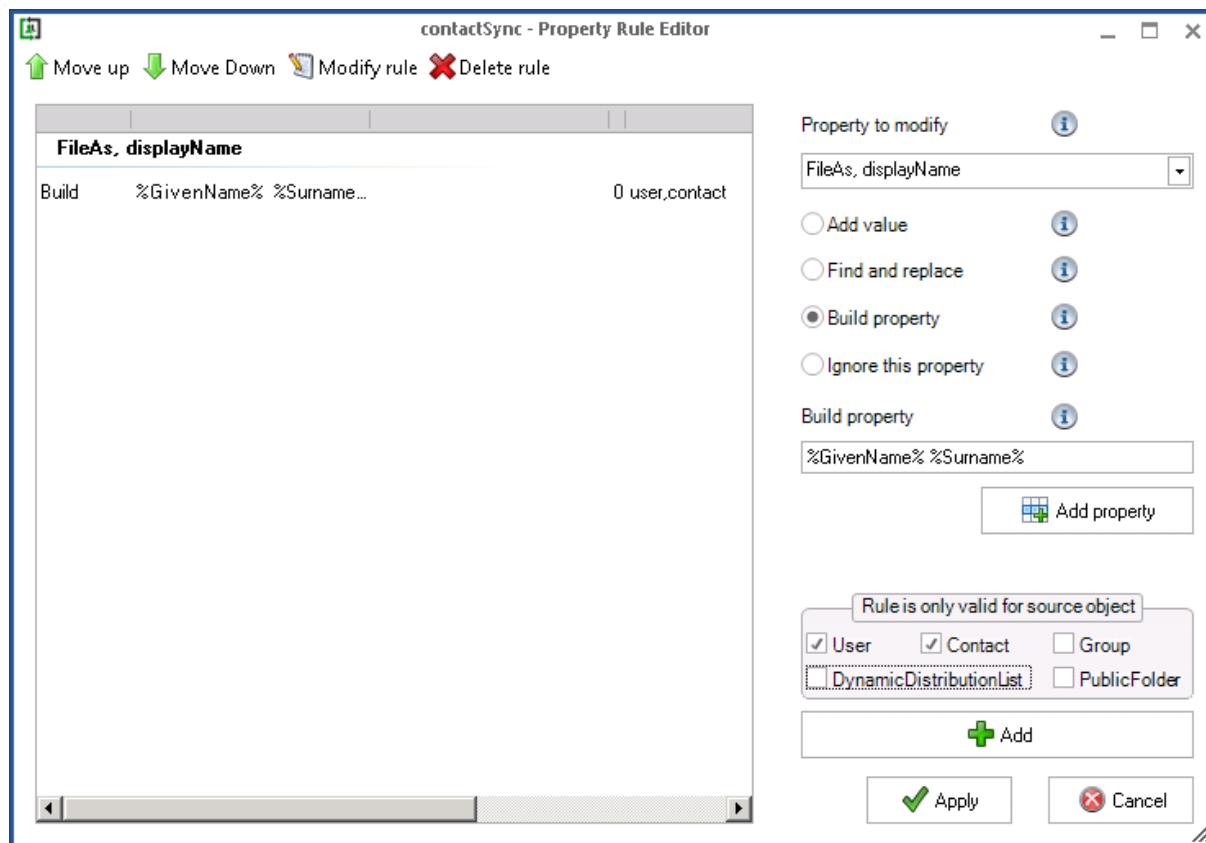 contactSync - Property Rule Editor
Move up Move Down Modify rule Delete rule
FileAs, displayName
Build %GivenName% %Surname... 0 user,contact
Property to modify
FileAs, displayName
Add value
Find and replace
Build property
Ignore this property
Build property
%GivenName% %Surname%
Add property
Rule is only valid for source object
User Contact Group
DynamicDistributionList PublicFolder
Add
Apply Cancel